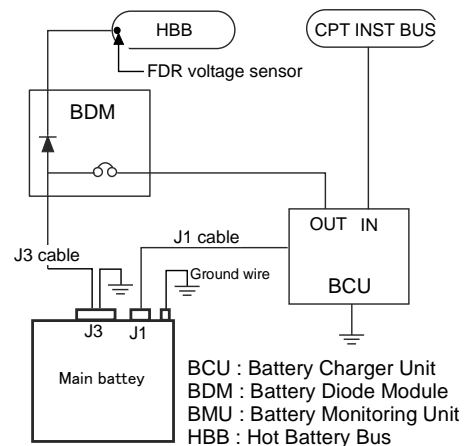 HBB
CPT INST BUS
FDR voltage sensor
BDM
OUT IN
J1 cable
J3 cable
Ground wire
BCU
J3
J1
Main battey
BCU : Battery Charger Unit
BDM : Battery Diode Module
BMU : Battery Monitoring Unit
HBB : Hot Battery Bus